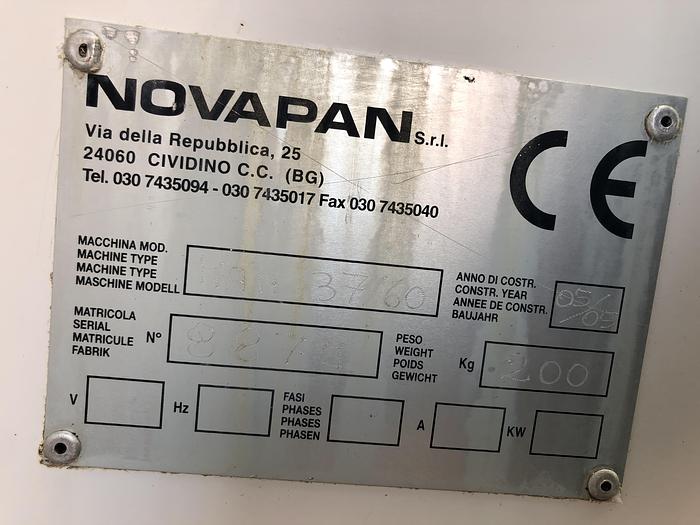 NOVAPAN S.r.l.
Via della Repubblica, 25
24060 CIVIDINO C.C. (BG)
Tel. 030 7435094 - 030 7435017 Fax 030 7435040
CE
MACCHINA MOD.
MACHINE TYPE
MACHINE TYPE
MASCHINE MODELL
37/60
ANNO DI COSTR.
CONSTR. YEAR
ANNEE DE CONSTR.
BAUJAHR
05/05
MATRICOLA
SERIAL
MATRICULE
FABRIK
N°
PESO
WEIGHT
POIDS
GEWICHT
Kg
200
V
Hz
FASI
PHASES
PHASES
PHASEN
A
KW